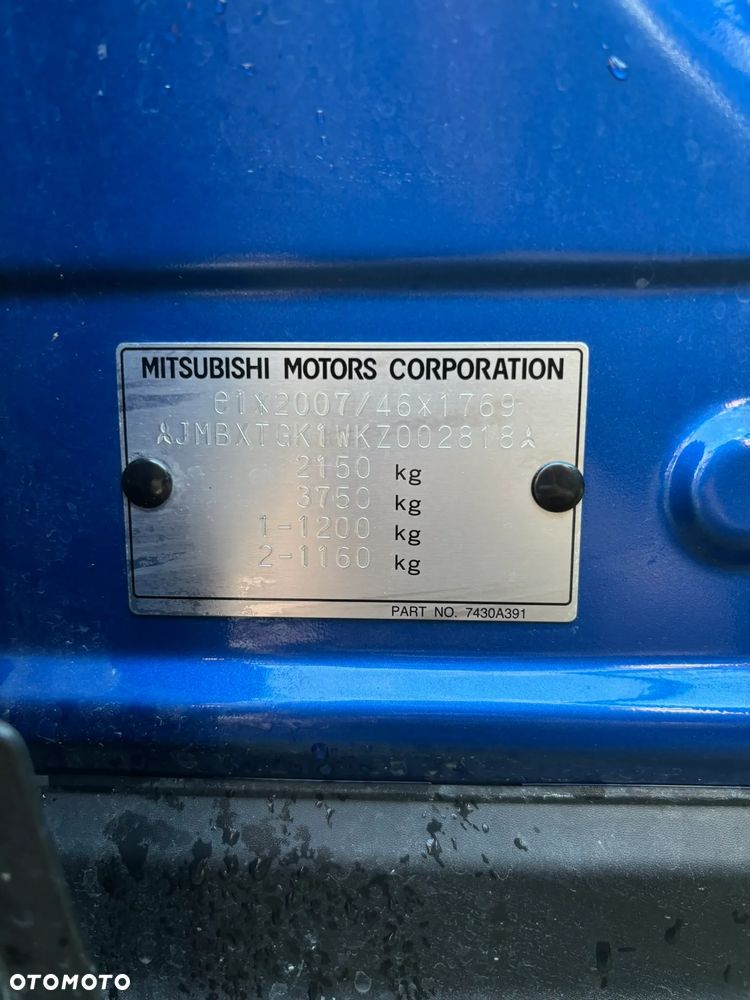 MITSUBISHI MOTORS CORPORATION
e1*2007/46*1769
JMBXTGK1WKZ002818
2150 kg
3750 kg
1-1200 kg
2-1160 kg
PART NO. 7430A391
OTOMOTO